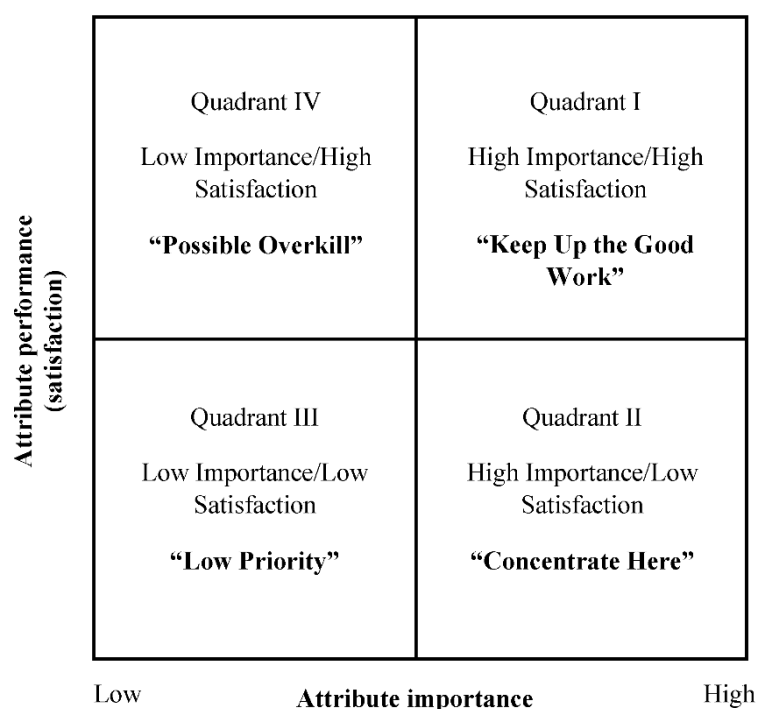 Quadrant IV
Low Importance/High
Satisfaction
“Possible Overkill”
Quadrant I
High Importance/High
Satisfaction
“Keep Up the Good
Work”
Attribute performance
(satisfaction)
Quadrant III
Low Importance/Low
Satisfaction
“Low Priority”
Quadrant II
High Importance/Low
Satisfaction
“Concentrate Here”
Low
Attribute importance
High